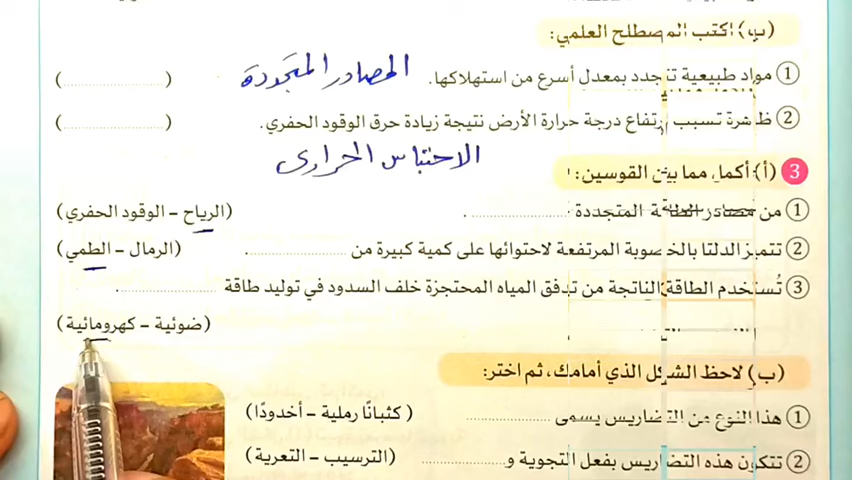 (ب) اكتب المصطلح العلمي:
1 مواد طبيعية تتجدد بمعدل أسرع من استهلاكها. المصادر المتجددة (....................)
2 ظاهرة تسبب ارتفاع درجة حرارة الأرض نتيجة زيادة حرق الوقود الحفري. (....................)
الاحتباس الحرارى
3 (أ) أكمل مما بين القوسين:
1 من مصادر الطاقة المتجددة .................... . (الرياح - الوقود الحفري)
2 تتميز الدلتا بالخصوبة المرتفعة لاحتوائها على كمية كبيرة من .................... . (الرمال - الطمي)
3 تُستخدم الطاقة الناتجة من تدفق المياه المحتجزة خلف السدود في توليد طاقة .................... .
(ضوئية - كهرومائية)
(ب) لاحظ الشكل الذي أمامك، ثم اختر:
1 هذا النوع من التضاريس يسمى .................... (كثبانًا رملية - أخدودًا)
2 تتكون هذه التضاريس بفعل التجوية و.................... (الترسيب - التعرية)